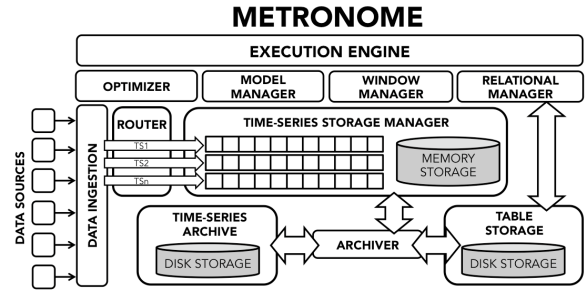 METRONOME
EXECUTION ENGINE
OPTIMIZER
MODEL
MANAGER
WINDOW
MANAGER
RELATIONAL
MANAGER
DATA SOURCES
DATA INGESTION
ROUTER
TS1
TS2
TSn
TIME-SERIES STORAGE MANAGER
MEMORY
STORAGE
TIME-SERIES
ARCHIVE
DISK STORAGE
ARCHIVER
TABLE
STORAGE
DISK STORAGE